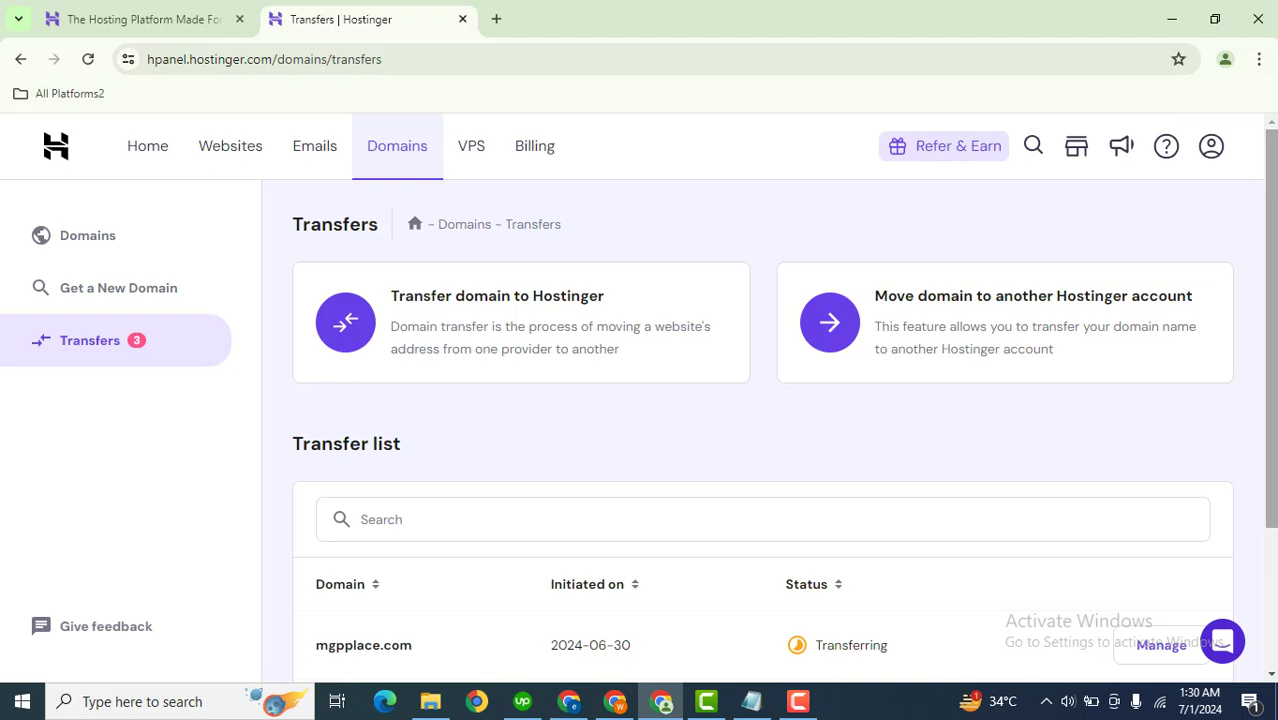 The Hosting Platform Made For
Transfers | Hostinger
hpanel.hostinger.com/domains/transfers
All Platforms2
Home
Websites
Emails
Domains
VPS
Billing
Refer & Earn
Domains
Get a New Domain
Transfers 3
Give feedback
Transfers
- Domains - Transfers
Transfer domain to Hostinger
Domain transfer is the process of moving a website's
address from one provider to another
Move domain to another Hostinger account
This feature allows you to transfer your domain name
to another Hostinger account
Transfer list
Search
Domain
Initiated on
Status
mgpplace.com
2024-06-30
Transferring
Manage
Activate Windows
Go to Settings to activate Windows.
Type here to search
1
34°C
1:30 AM
7/1/2024
1